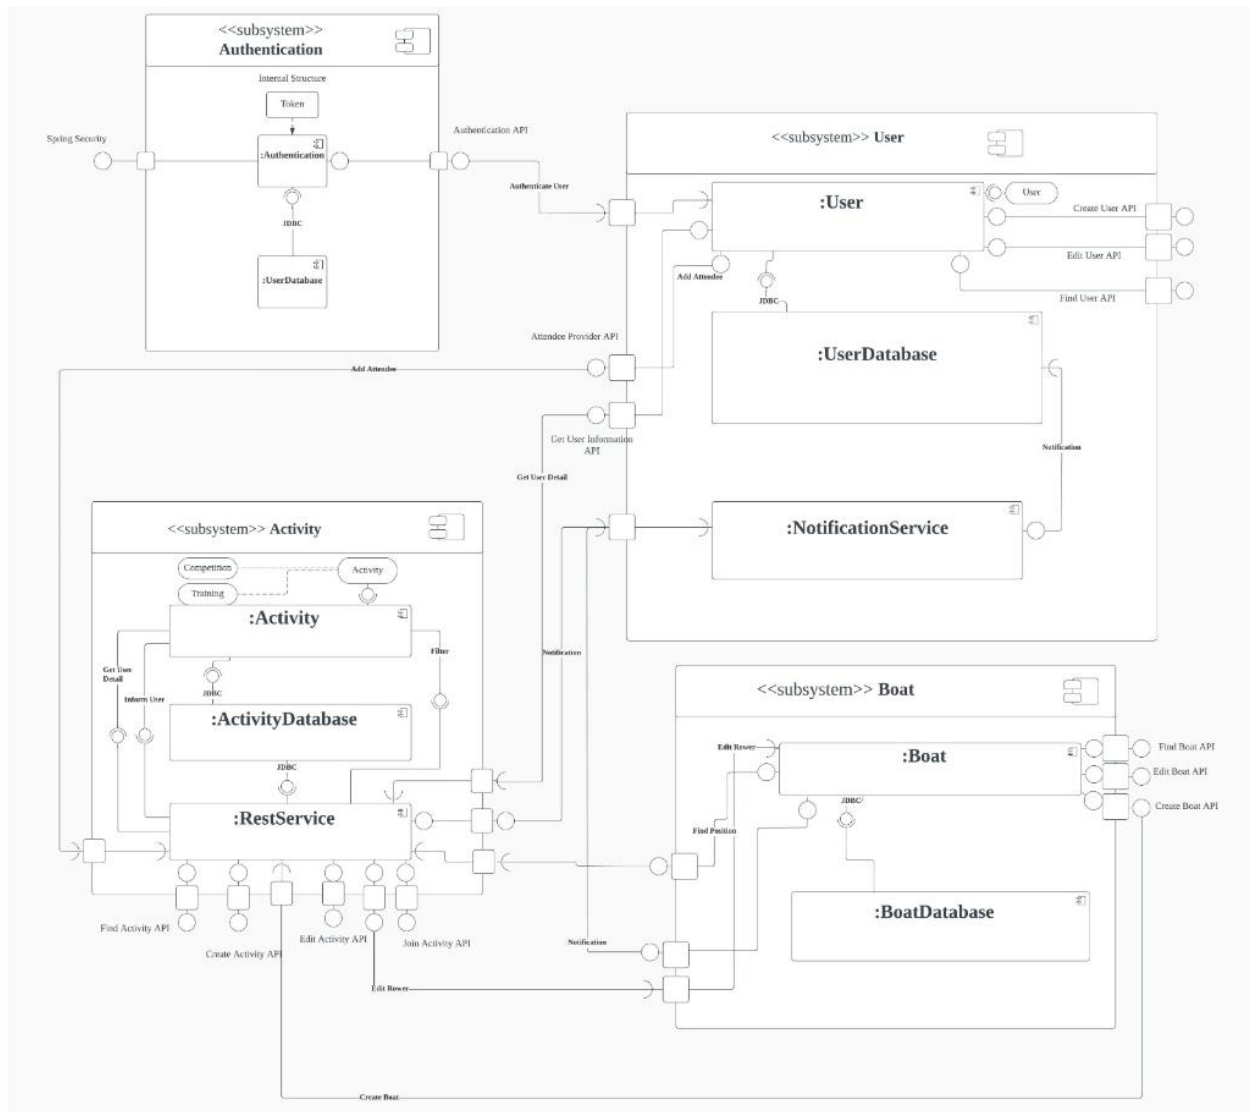 <<subsystem>>
Authentication
Internal Structure
Token
Spring Security
:Authentication
Authentication API
Authenticate User
JDBC
:UserDatabase
<<subsystem>> User
:User
User
Create User API
Edit User API
Find User API
Add Attendee
JDBC
:UserDatabase
Attendee Provider API
Add Attendee
Get User Information
API
Get User Detail
Notification
:NotificationService
<<subsystem>> Activity
Competition
Activity
Training
:Activity
Get User
Detail
Inform User
Filter
Notification
JDBC
:ActivityDatabase
JDBC
:RestService
Find Activity API
Create Activity API
Edit Activity API
Join Activity API
Edit Rower
Create Boat
<<subsystem>> Boat
Edit Rower
:Boat
Find Boat API
Edit Boat API
Create Boat API
JDBC
Find Position
:BoatDatabase
Notification